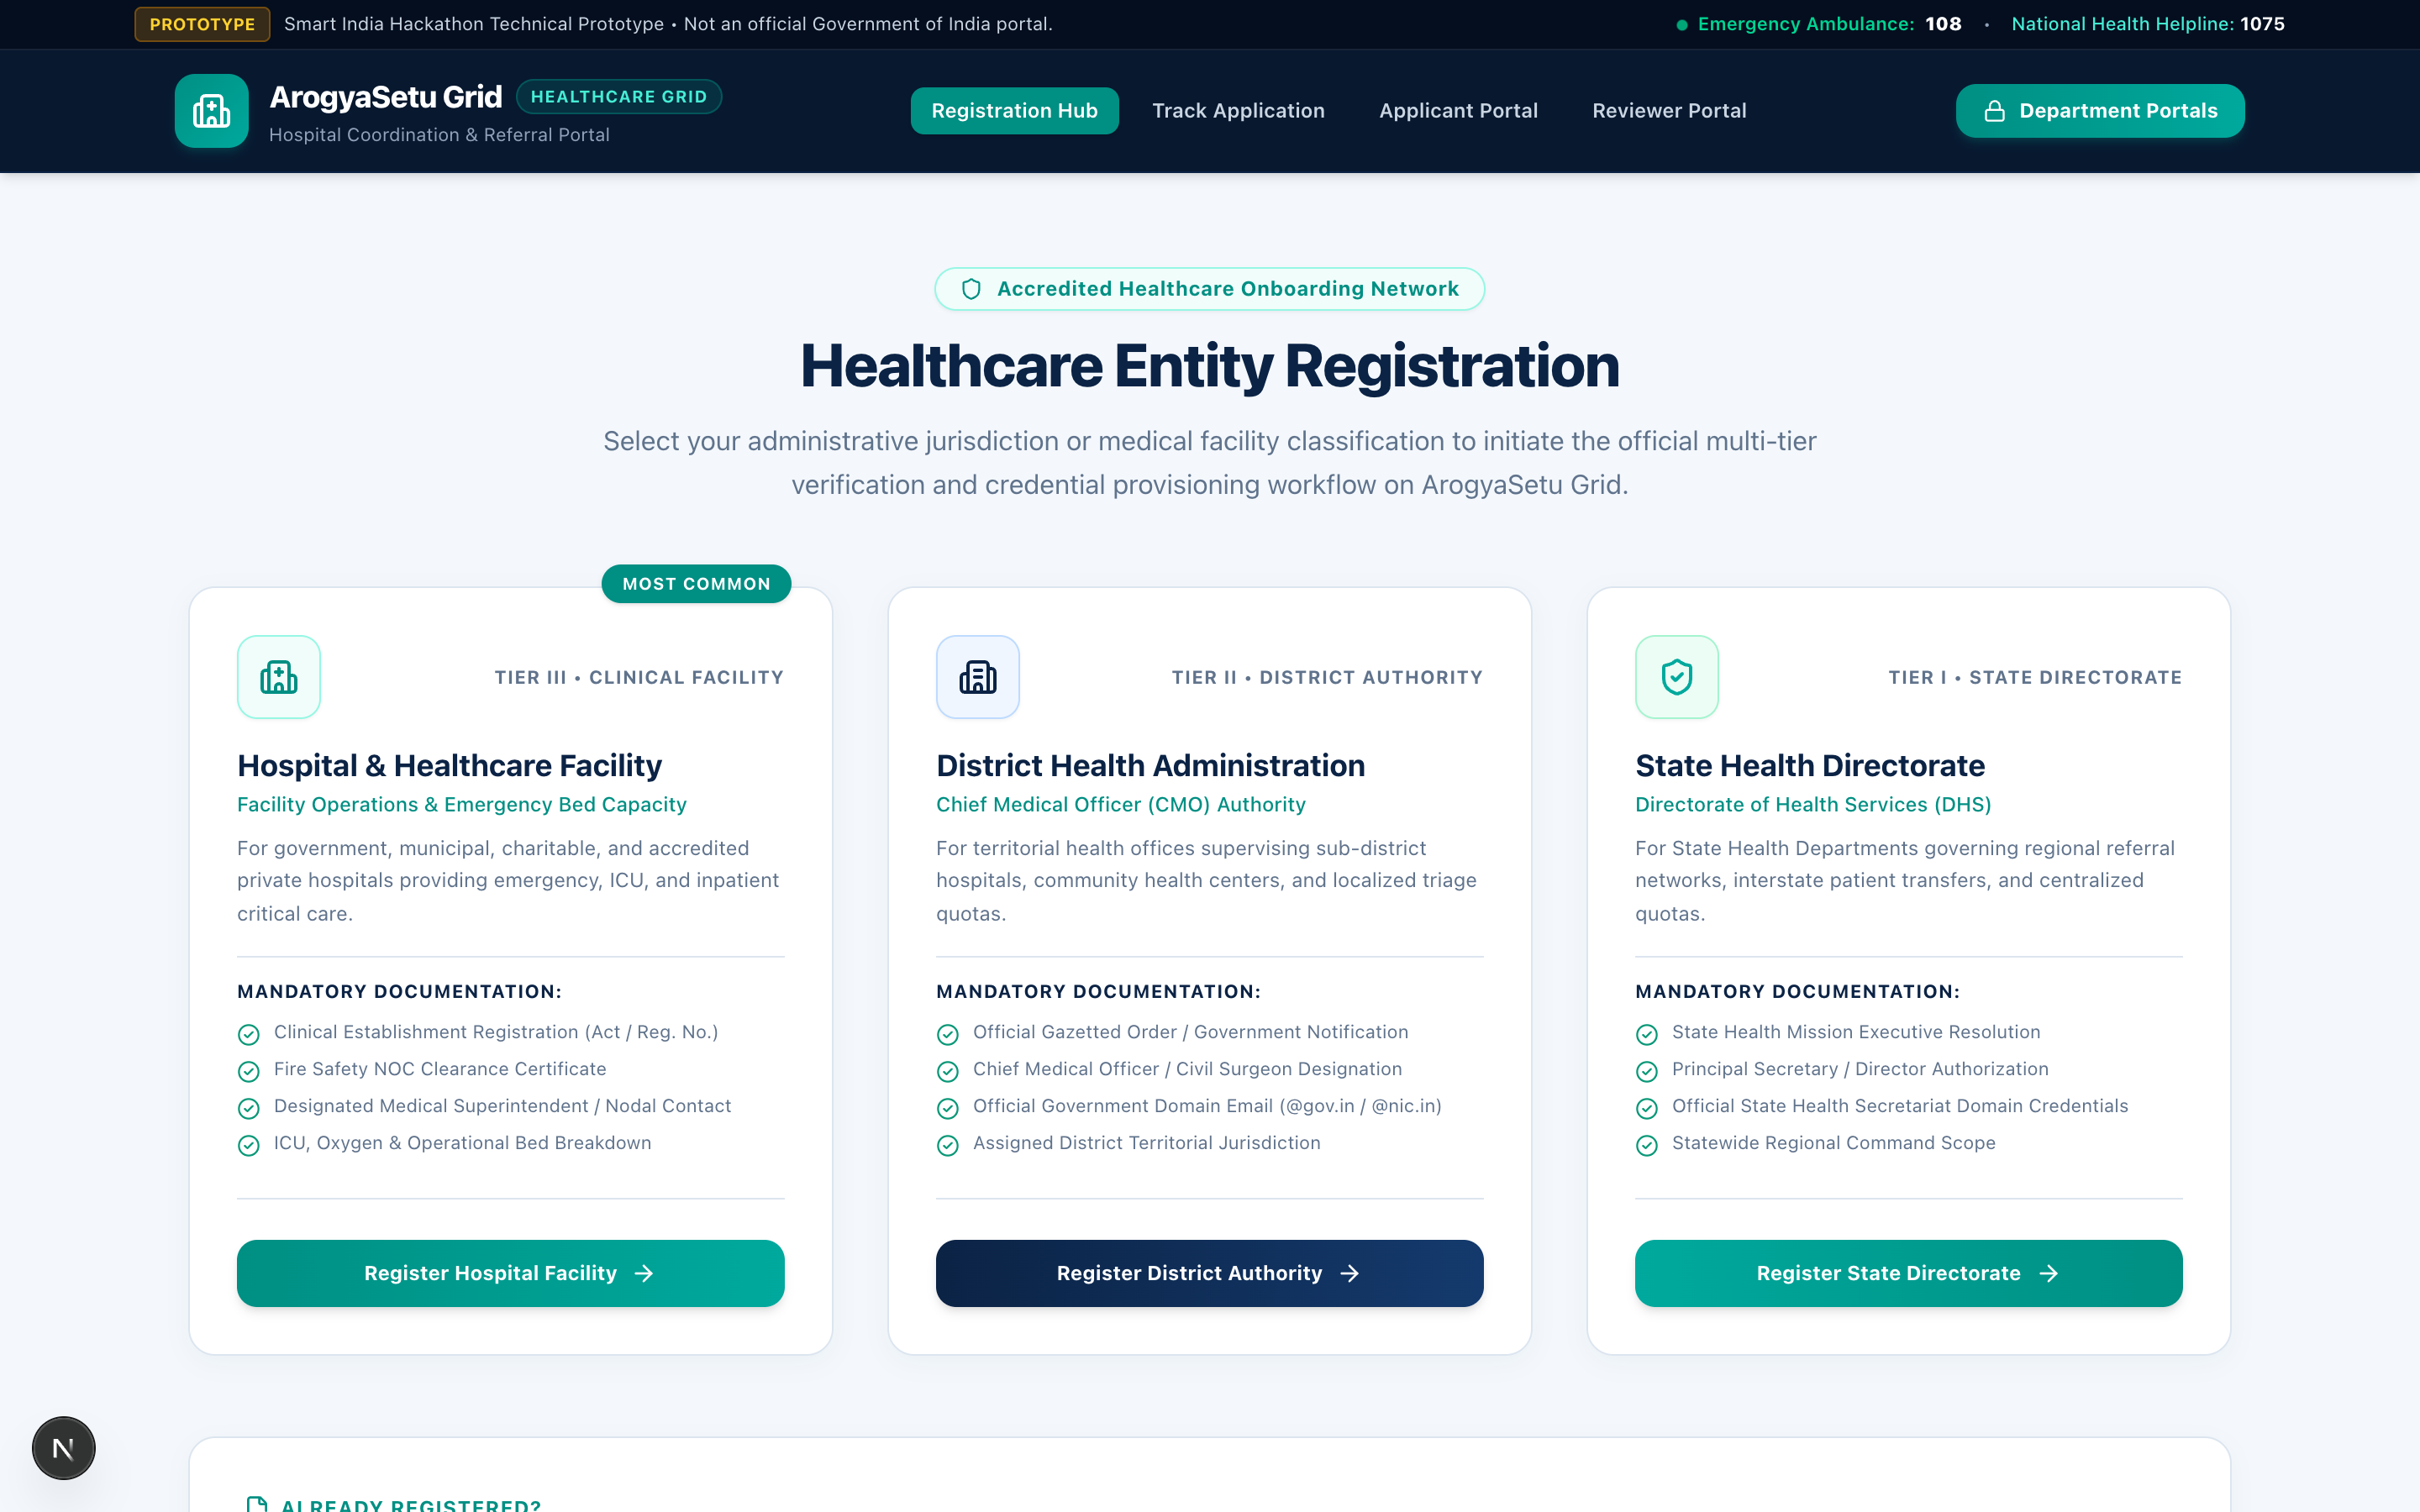 PROTOTYPE Smart India Hackathon Technical Prototype • Not an official Government of India portal. Emergency Ambulance: 108 • National Health Helpline: 1075
ArogyaSetu Grid HEALTHCARE GRID
Hospital Coordination & Referral Portal
Registration Hub Track Application Applicant Portal Reviewer Portal Department Portals
Accredited Healthcare Onboarding Network
Healthcare Entity Registration
Select your administrative jurisdiction or medical facility classification to initiate the official multi-tier
verification and credential provisioning workflow on ArogyaSetu Grid.
MOST COMMON
TIER III • CLINICAL FACILITY
Hospital & Healthcare Facility
Facility Operations & Emergency Bed Capacity
For government, municipal, charitable, and accredited
private hospitals providing emergency, ICU, and inpatient
critical care.
MANDATORY DOCUMENTATION:
Clinical Establishment Registration (Act / Reg. No.)
Fire Safety NOC Clearance Certificate
Designated Medical Superintendent / Nodal Contact
ICU, Oxygen & Operational Bed Breakdown
Register Hospital Facility →
TIER II • DISTRICT AUTHORITY
District Health Administration
Chief Medical Officer (CMO) Authority
For territorial health offices supervising sub-district
hospitals, community health centers, and localized triage
quotas.
MANDATORY DOCUMENTATION:
Official Gazetted Order / Government Notification
Chief Medical Officer / Civil Surgeon Designation
Official Government Domain Email (@gov.in / @nic.in)
Assigned District Territorial Jurisdiction
Register District Authority →
TIER I • STATE DIRECTORATE
State Health Directorate
Directorate of Health Services (DHS)
For State Health Departments governing regional referral
networks, interstate patient transfers, and centralized
quotas.
MANDATORY DOCUMENTATION:
State Health Mission Executive Resolution
Principal Secretary / Director Authorization
Official State Health Secretariat Domain Credentials
Statewide Regional Command Scope
Register State Directorate →
N
ALREADY REGISTERED?